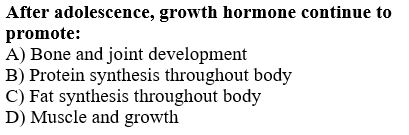 After adolescence, growth hormone continue to
promote:
A) Bone and joint development
B) Protein synthesis throughout body
C) Fat synthesis throughout body
D) Muscle and growth